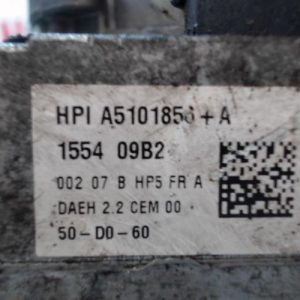 HPI A5101856+A
1554 09B2
002 07 B HP5 FR A
DAEH 2.2 CEM 00
50-D0-60